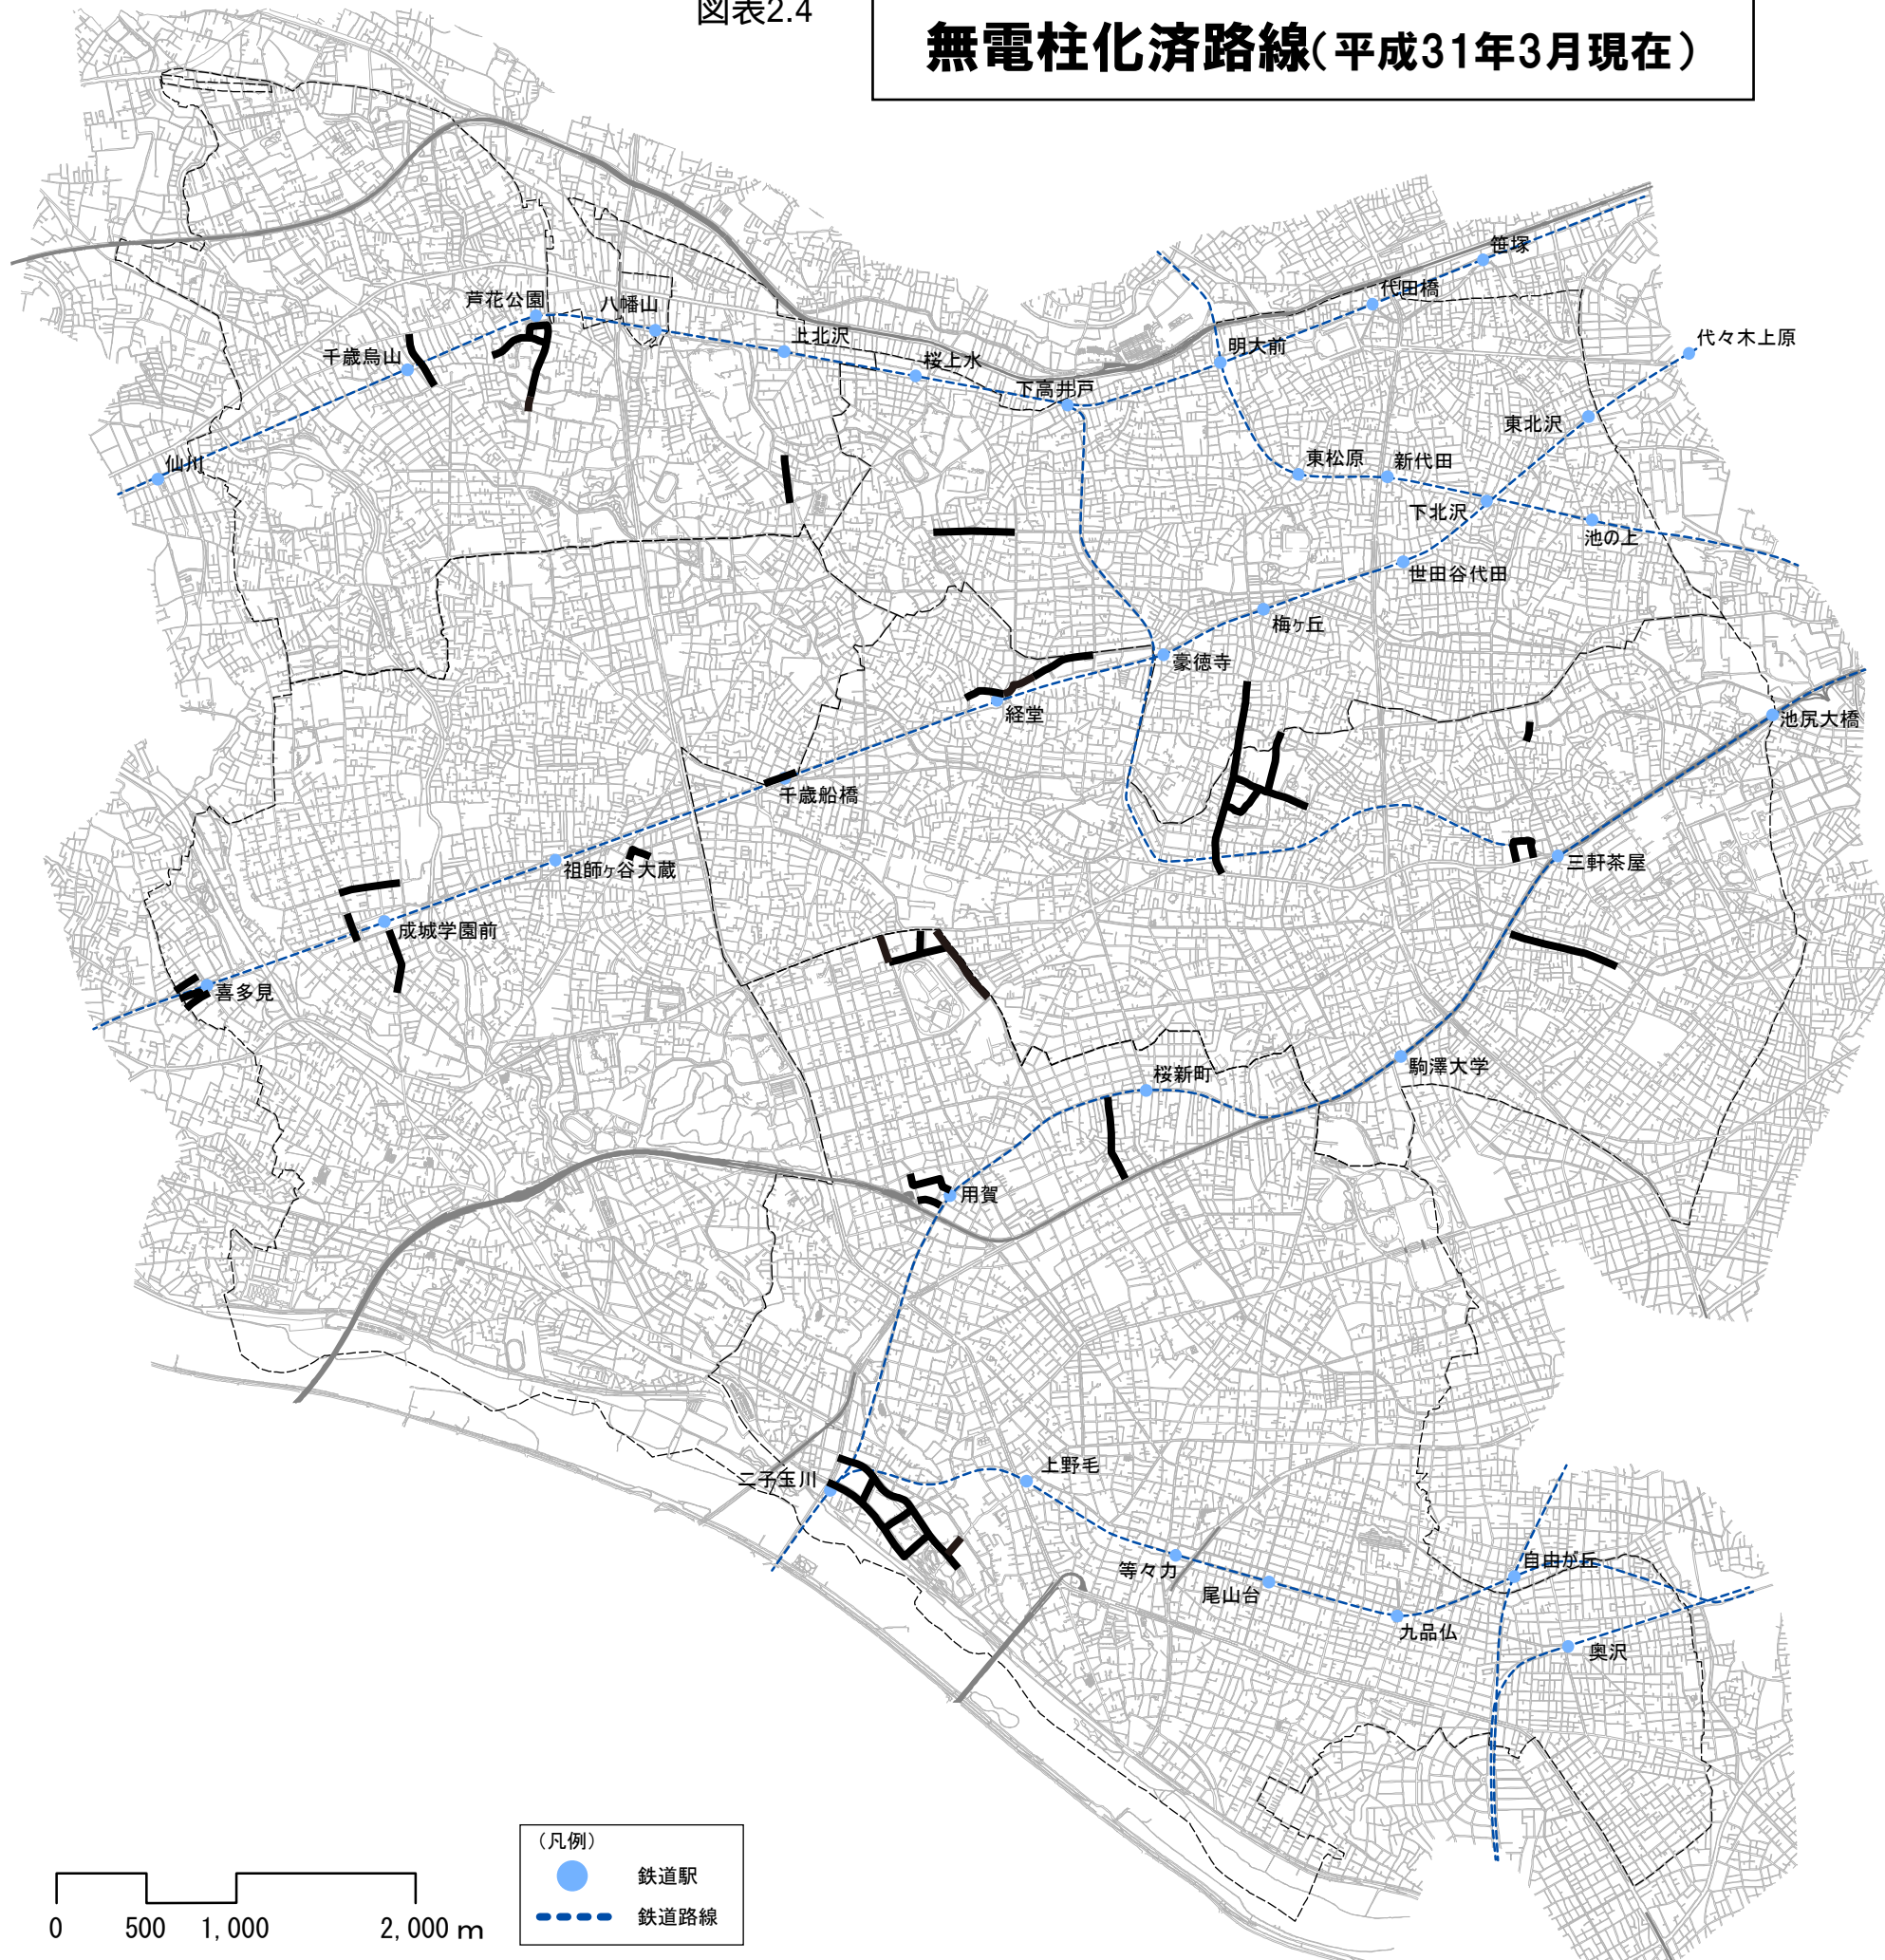 図表2.4
無電柱化済路線(平成31年3月現在)
笹塚
代田橋
芦花公園
八幡山
上北沢
明大前
代々木上原
千歳烏山
桜上水
下高井戸
東北沢
仙川
東松原
新代田
下北沢
池の上
世田谷代田
梅ヶ丘
豪徳寺
経堂
池尻大橋
千歳船橋
祖師ヶ谷大蔵
三軒茶屋
成城学園前
喜多見
駒澤大学
桜新町
用賀
上野毛
二子玉川
等々力
尾山台
自由が丘
九品仏
奥沢
(凡例)
鉄道駅
鉄道路線
0 500 1,000 2,000 m